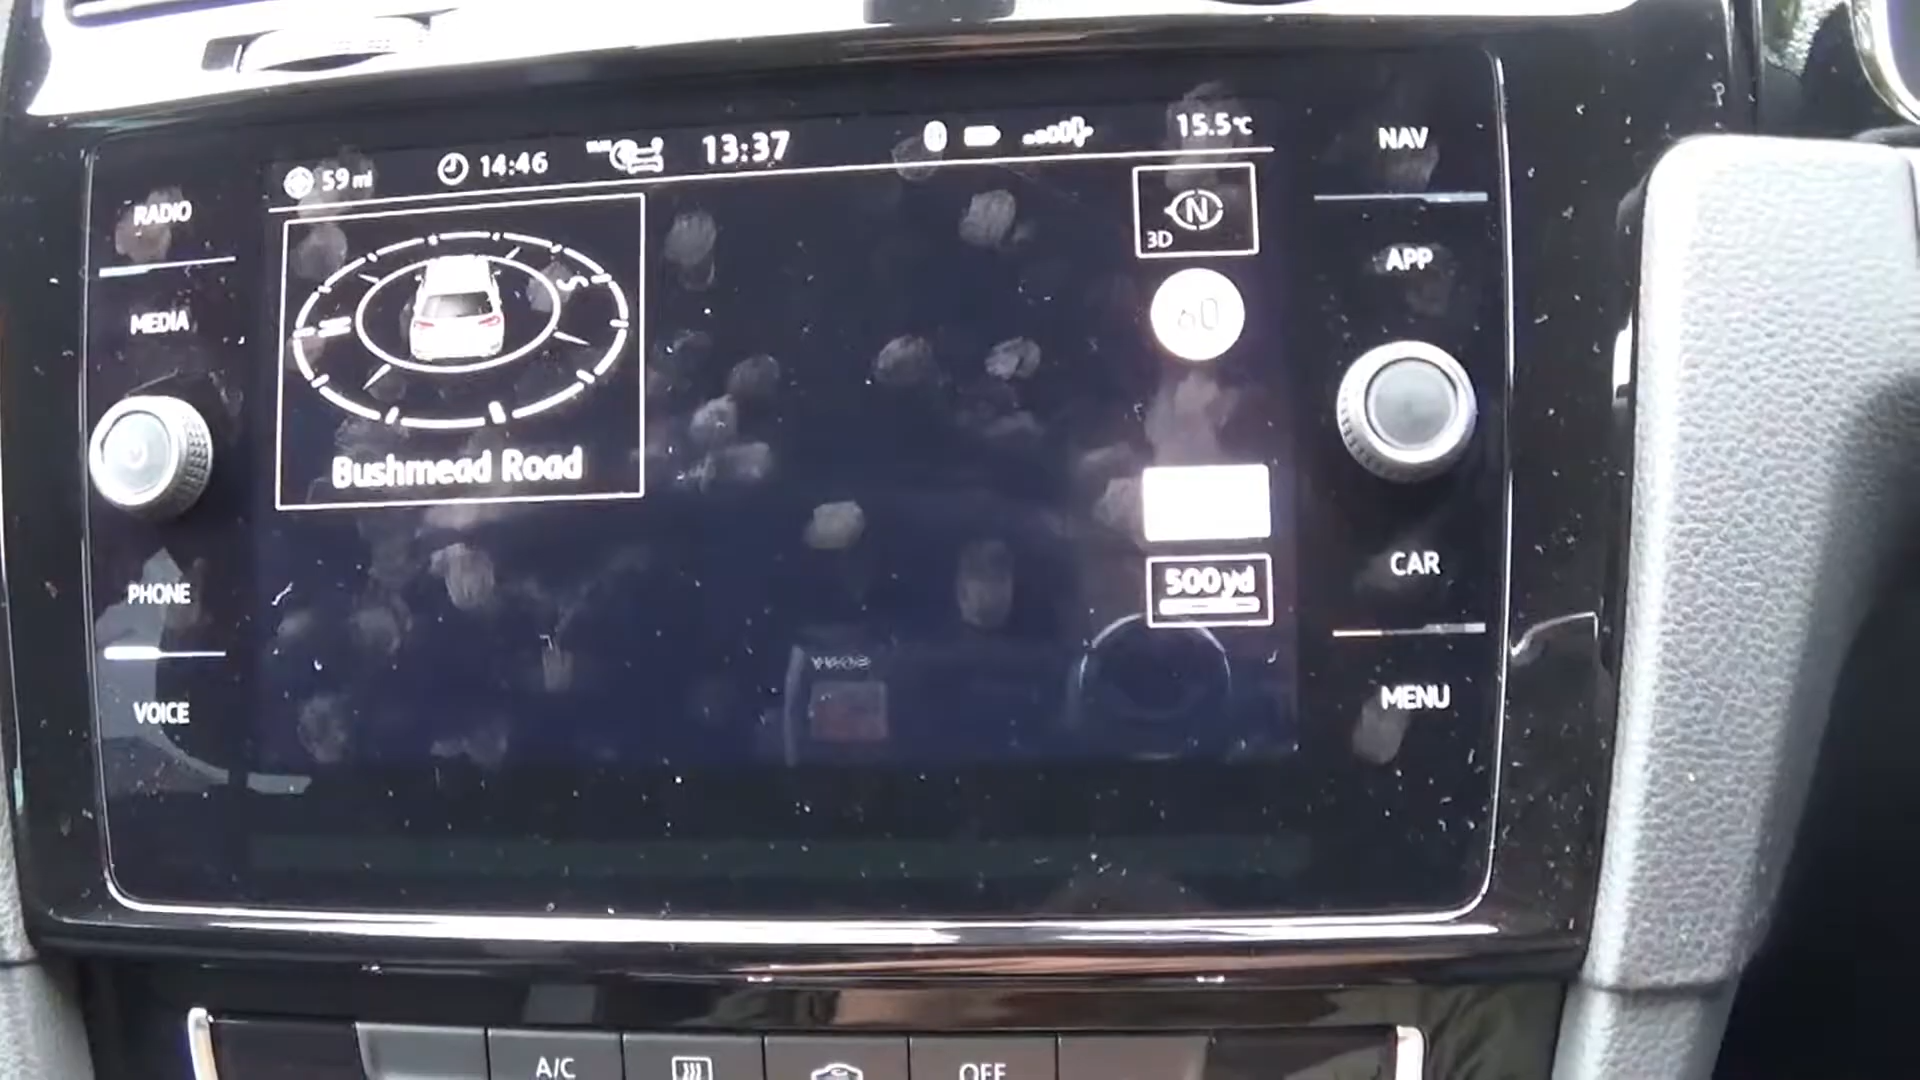 59 mi
14:46
13:37
15.5°C
RADIO
MEDIA
PHONE
VOICE
N
3D
Bushmead Road
500yd
NAV
APP
CAR
MENU
A/C
OFF